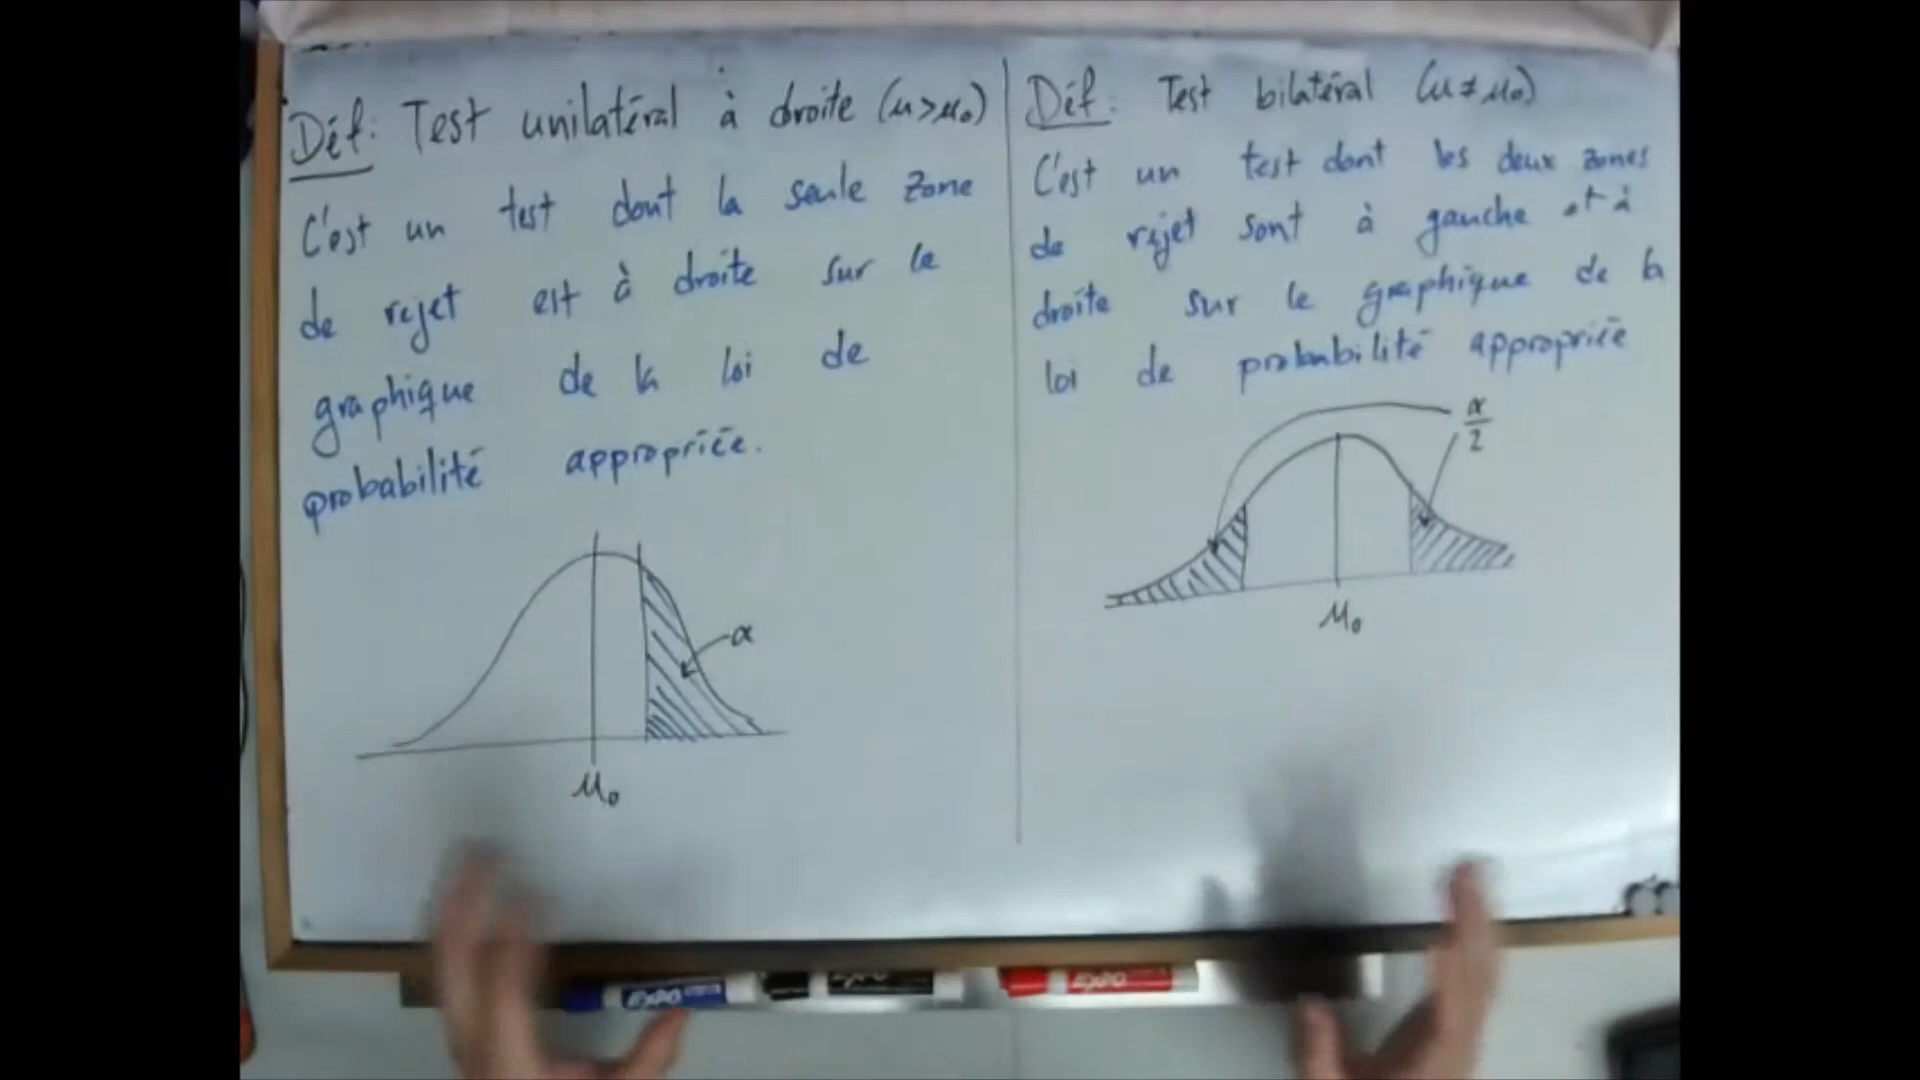 Déf: Test unilatéral à droite (μ>μ₀)
C'est un test dont la seule zone
de rejet est à droite sur le
graphique de la loi de
probabilité appropriée.
α
μ₀
Déf: Test bilatéral (μ≠μ₀)
C'est un test dont les deux zones
de rejet sont à gauche et à
droite sur le graphique de la
loi de probabilité appropriée
α/2
μ₀
EXPO
EXPO
EXPO